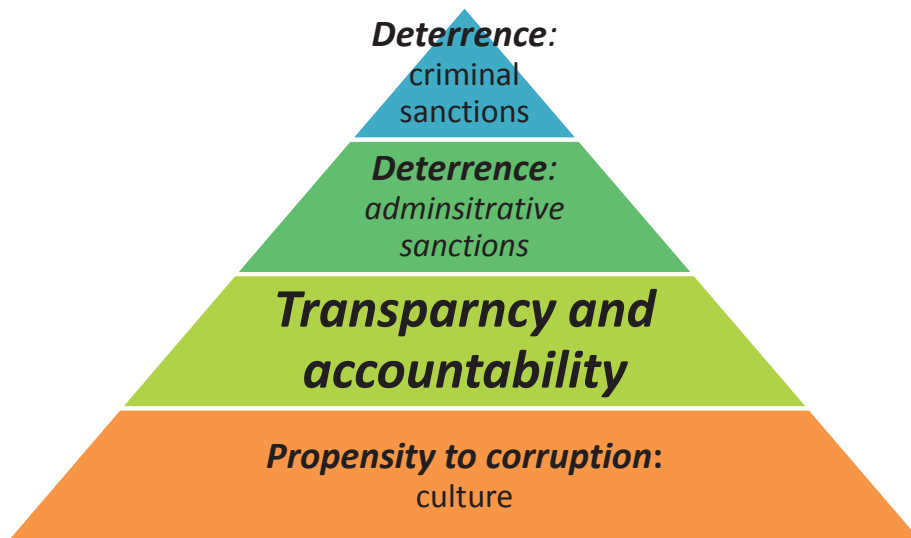 Deterrence:
criminal
sanctions
Deterrence:
adminsitrative
sanctions
Transparncy and
accountability
Propensity to corruption:
culture